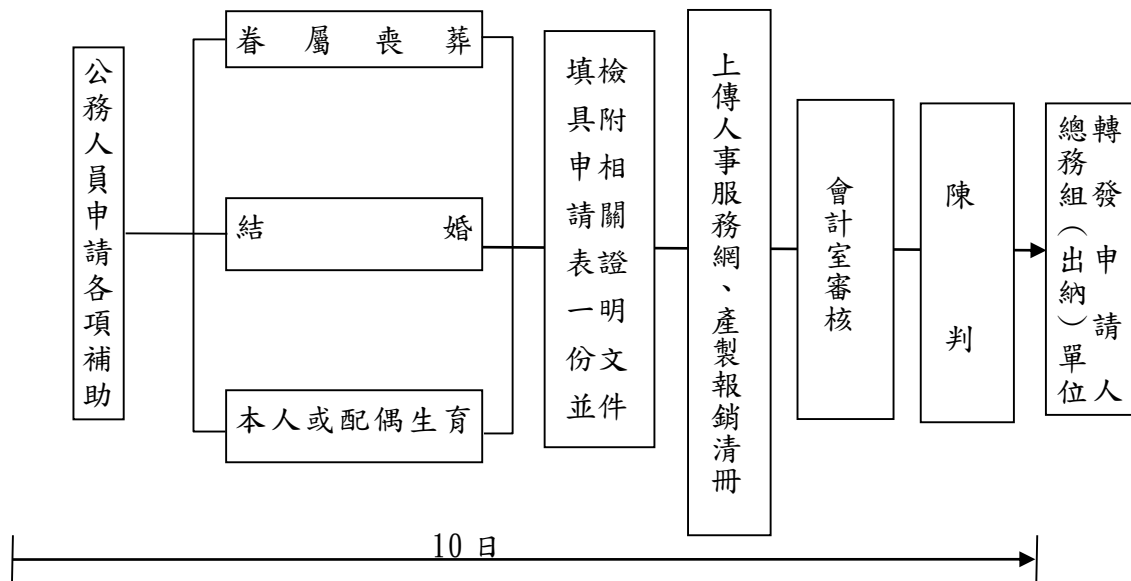 公務人員申請各項補助
眷屬喪葬
結婚
本人或配偶生育
填具申請表一份並
檢附相關證明文件
上傳人事服務網、產製報銷清冊
會計室審核
陳判
總務組(出納)單位
轉發申請人
10日